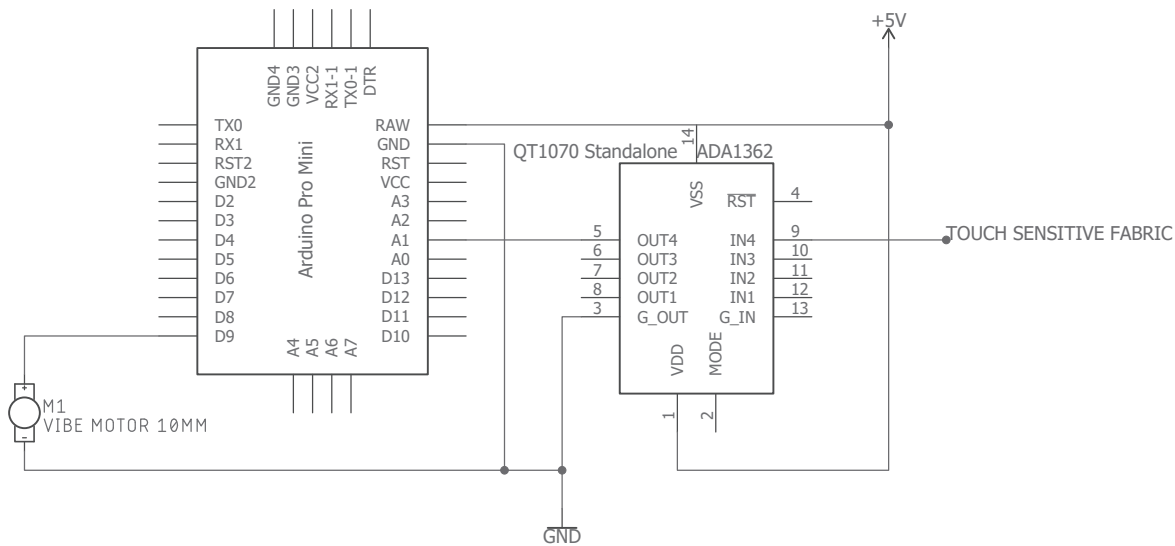 +5V
GND4
GND3
VCC2
RX1-1
TX0-1
DTR
TX0
RX1
RST2
GND2
D2
D3
D4
D5
D6
D7
D8
D9
Arduino Pro Mini
RAW
GND
RST
VCC
A3
A2
A1
A0
D13
D12
D11
D10
A4
A5
A6
A7
QT1070 Standalone
ADA1362
14
VSS
5
6
7
8
3
OUT4
OUT3
OUT2
OUT1
G_OUT
RST
IN4
IN3
IN2
IN1
G_IN
4
9
10
11
12
13
VDD
MODE
1
2
TOUCH SENSITIVE FABRIC
+
M1
VIBE MOTOR 10MM
-
GND